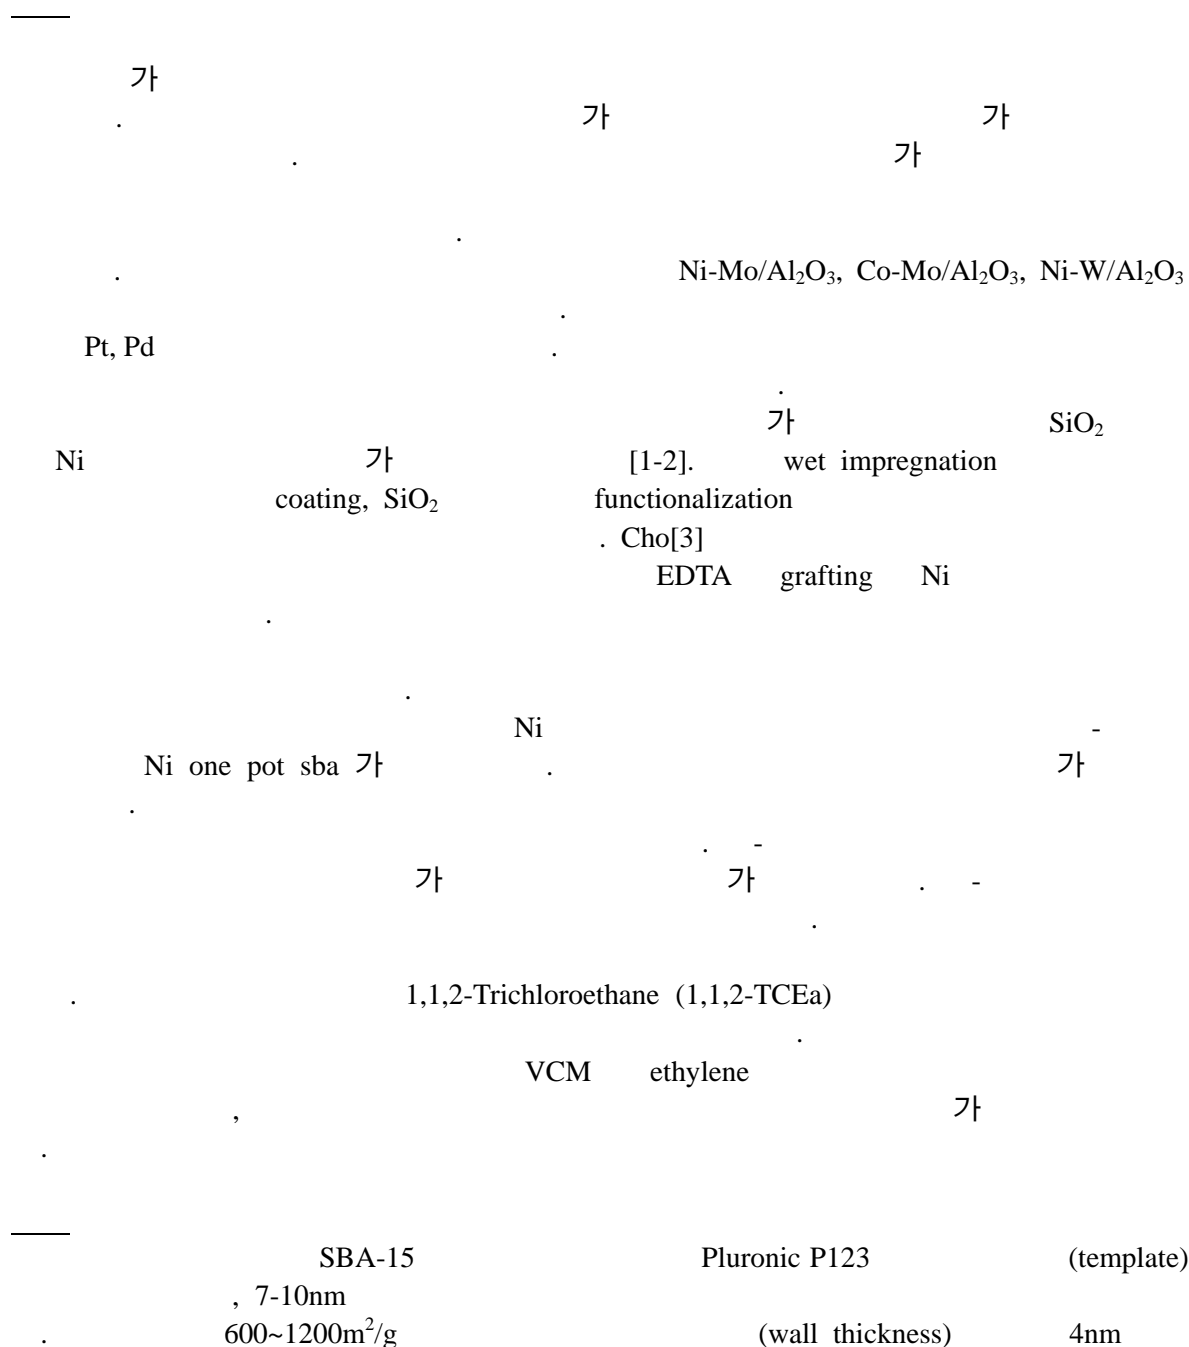 가
. 가 가
. 가
.
. Ni-Mo/Al₂O₃, Co-Mo/Al₂O₃, Ni-W/Al₂O₃
.
Pt, Pd .
.
가 SiO₂
Ni 가 [1-2]. wet impregnation
coating, SiO₂ functionalization
. Cho[3]
EDTA grafting Ni
.
.
Ni -
Ni one pot sba 가 . 가
.
. -
가 가 . -
.
. 1,1,2-Trichloroethane (1,1,2-TCEa)
.
VCM ethylene
, 가
.
SBA-15 Pluronic P123 (template)
, 7-10nm
. 600~1200m²/g (wall thickness) 4nm